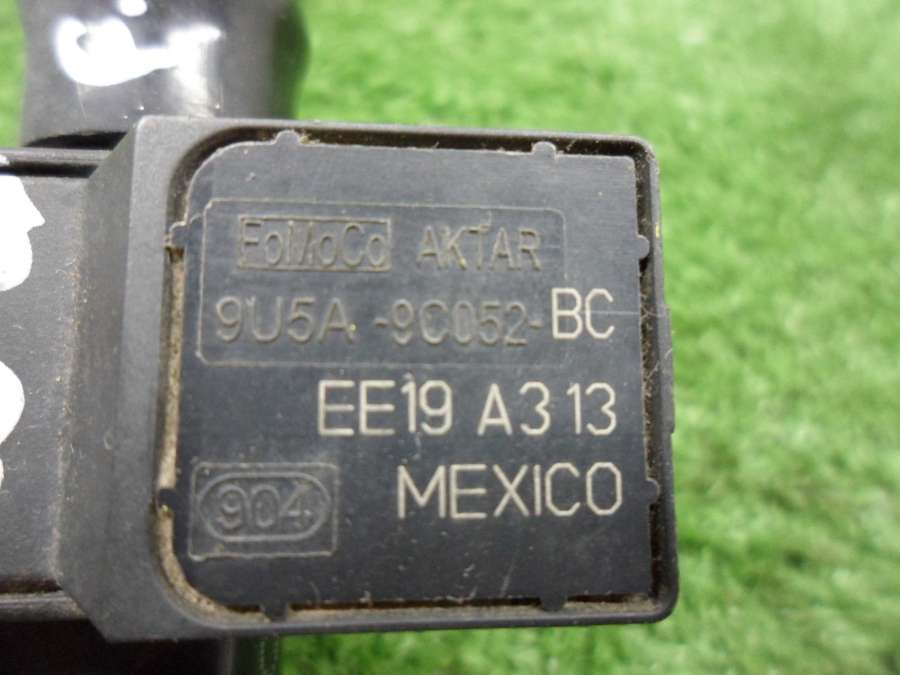 FoMoCo AKTAR
9U5A -9C052-BC
EE19 A3 13
904 MEXICO